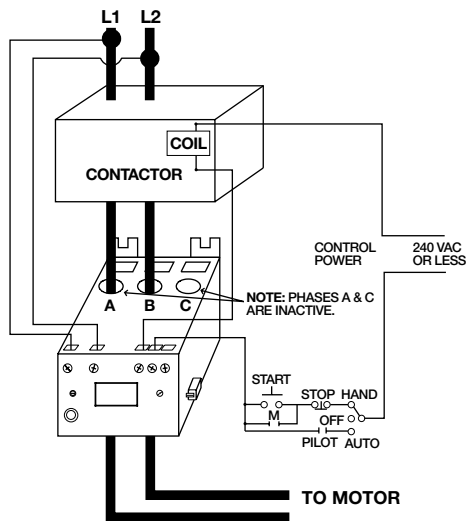 L1 L2
COIL
CONTACTOR
CONTROL
POWER
240 VAC
OR LESS
A B C
NOTE: PHASES A & C
ARE INACTIVE.
START
STOP HAND
M
OFF
PILOT AUTO
TO MOTOR